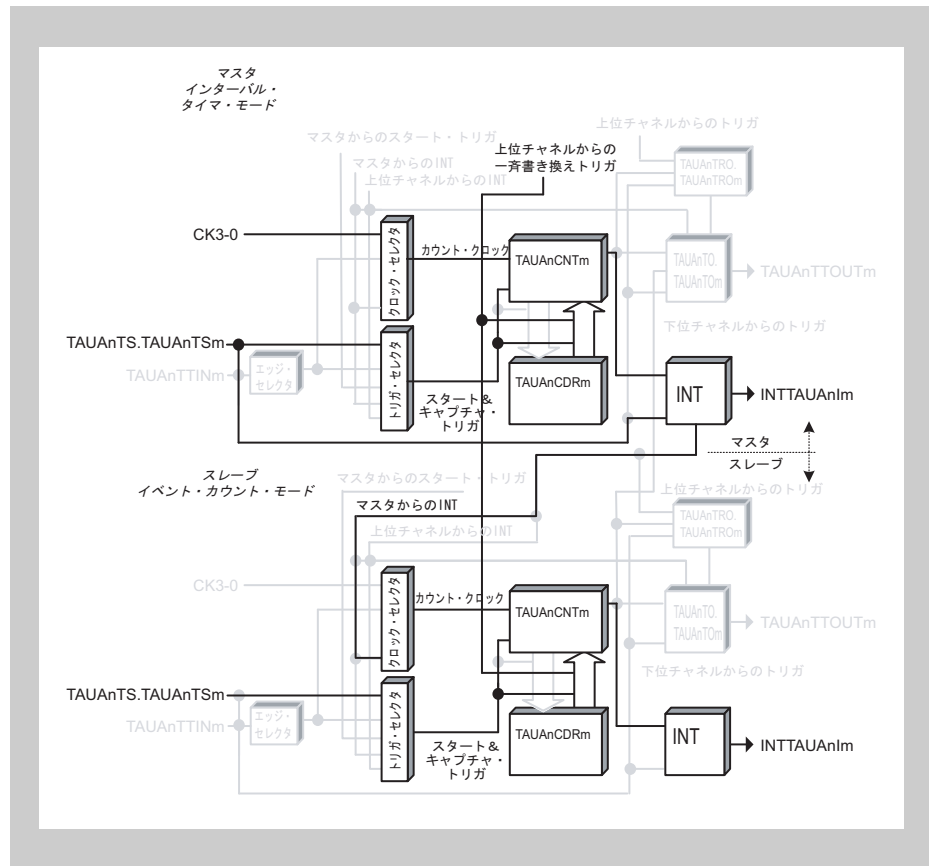 マスタ
インターバル・
タイマ・モード
上位チャネルからのトリガ
マスタからのスタート・トリガ
上位チャネルからの
一斉書き換えトリガ
マスタからのINT
上位チャネルからのINT
TAUAnTRO.
TAUAnTROm
CK3-0
クロック・セレクタ
カウント・クロック
TAUAnCNTm
TAUAnTO.
TAUAnTOm
TAUAnTTOUTm
下位チャネルからのトリガ
TAUAnTS.TAUAnTSm
TAUAnTTINm
エッジ・
セレクタ
トリガ・セレクタ
TAUAnCDRm
スタート&
キャプチャ・
トリガ
INT
INTTAUAnIm
マスタ
スレーブ
スレーブ
イベント・カウント・モード
マスタからのスタート・トリガ
上位チャネルからのトリガ
マスタからのINT
上位チャネルからのINT
TAUAnTRO.
TAUAnTROm
CK3-0
クロック・セレクタ
カウント・クロック
TAUAnCNTm
TAUAnTO.
TAUAnTOm
TAUAnTTOUTm
下位チャネルからのトリガ
TAUAnTS.TAUAnTSm
TAUAnTTINm
エッジ・
セレクタ
トリガ・セレクタ
TAUAnCDRm
スタート&
キャプチャ・
トリガ
INT
INTTAUAnIm